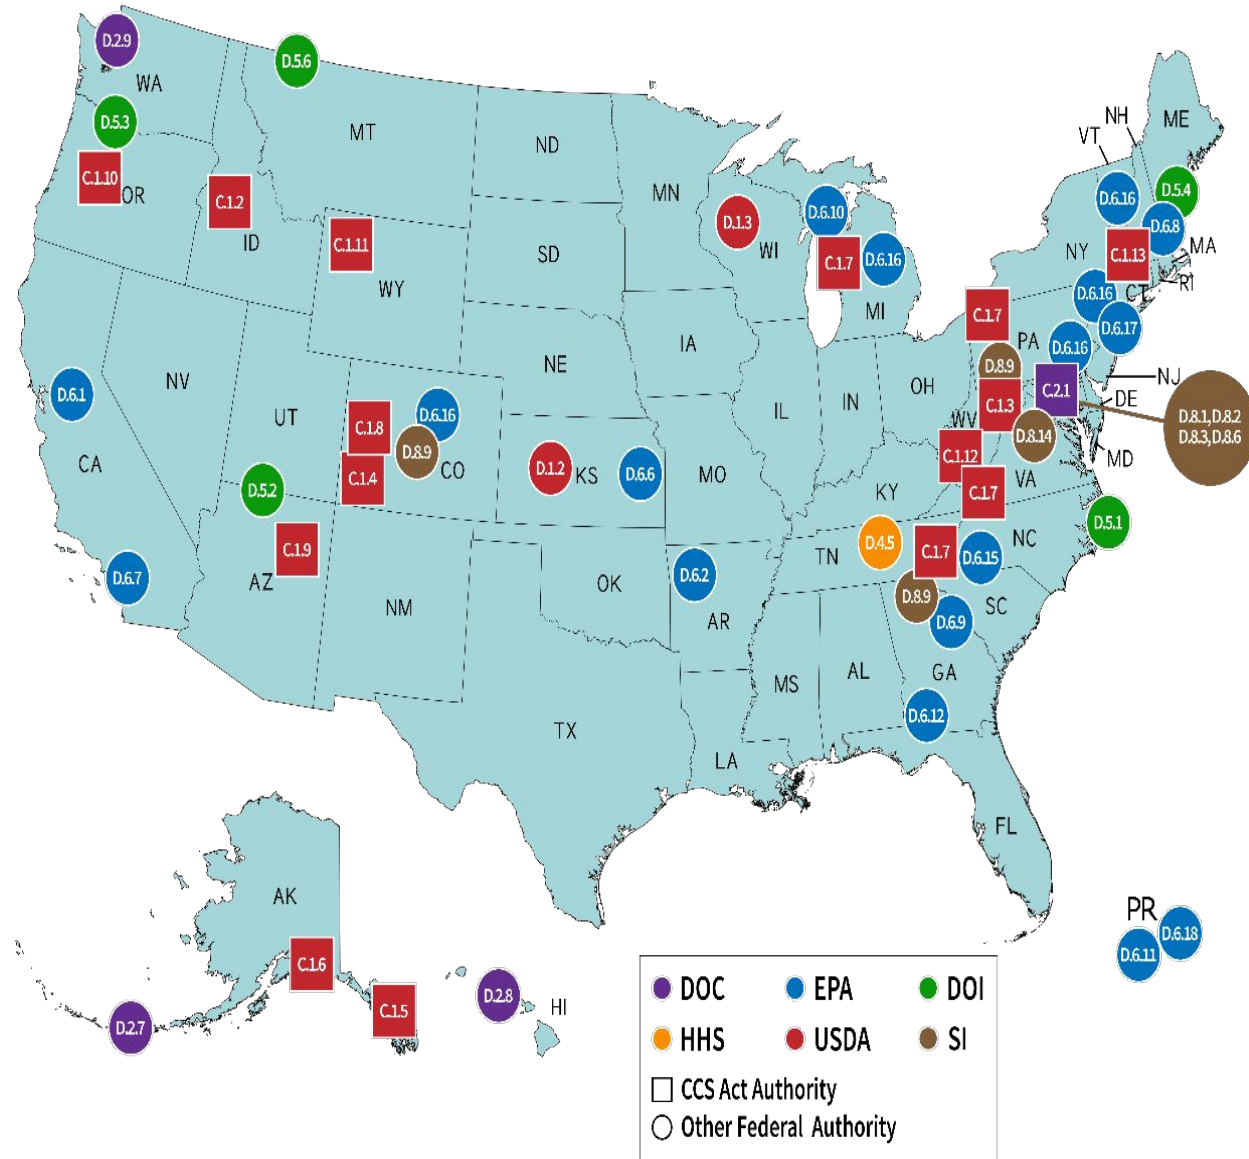 D.2.9
D.5.6
WA
D.5.3
MT
ND
MN
NH
VT
ME
C.1.10
OR
C.1.2
ID
C.1.11
WY
SD
D.1.3
WI
D.6.10
C.1.7
D.6.16
MI
D.6.16
D.5.4
D.6.8
NY
C.1.13
MA
RI
CT
D.6.16
D.6.17
C.1.7
PA
D.6.16
NJ
D.8.9
C.2.1
DE
D.8.1,D.8.2
D.8.3,D.8.6
NV
UT
NE
IA
IL
IN
OH
D.6.1
CA
C.1.8
D.6.16
D.8.9
CO
C.1.4
D.1.2
KS
D.6.6
MO
KY
WV
C.1.3
D.8.14
MD
C.1.12
VA
C.1.7
D.5.2
D.5.1
C.1.9
AZ
D.6.7
NM
OK
D.6.2
AR
TN
D.4.5
C.1.7
D.6.15
NC
D.8.9
SC
D.6.9
GA
MS
AL
D.6.12
TX
LA
FL
AK
C.1.6
C.1.5
D.2.7
D.2.8
HI
PR
D.6.11
D.6.18
DOC EPA DOI
HHS USDA SI
CCS Act Authority
Other Federal Authority